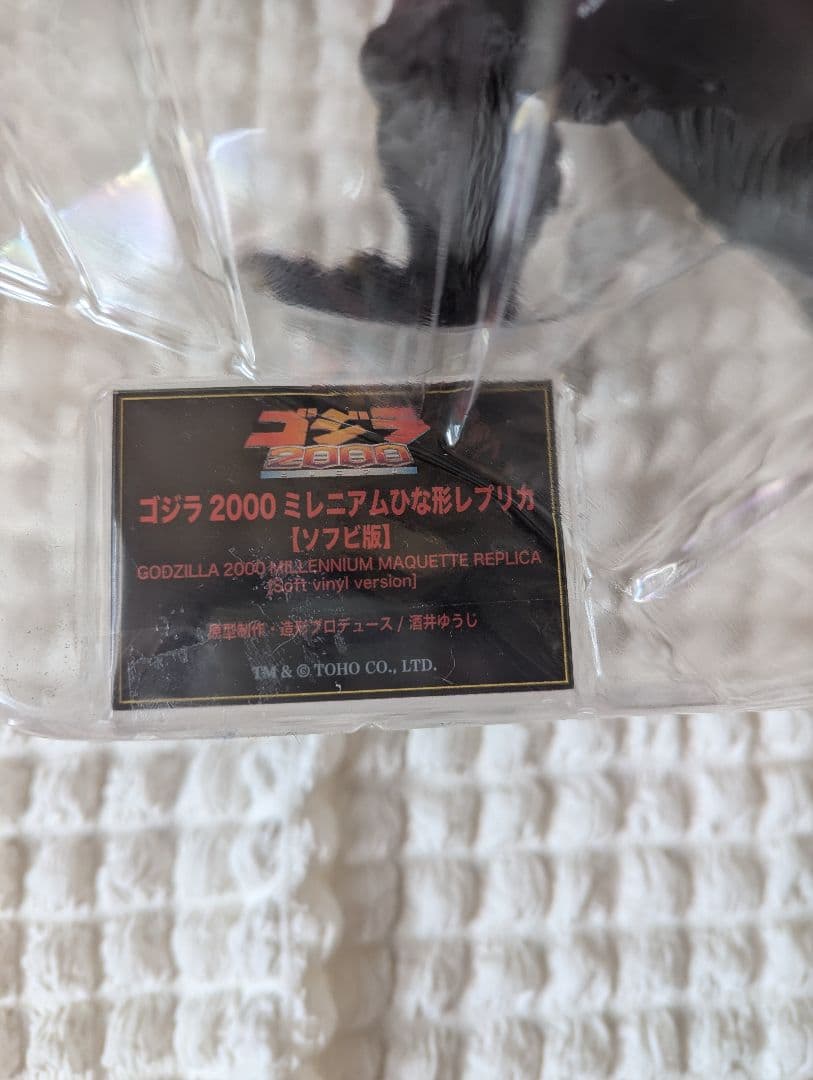 ゴジラ
2000
ゴジラ 2000 ミレニアムひな形レプリカ
【ソフビ版】
GODZILLA 2000 MILLENNIUM MAQUETTE REPLICA
[Soft vinyl version]
原型制作・造形プロデュース / 酒井ゆうじ
TM & © TOHO CO., LTD.